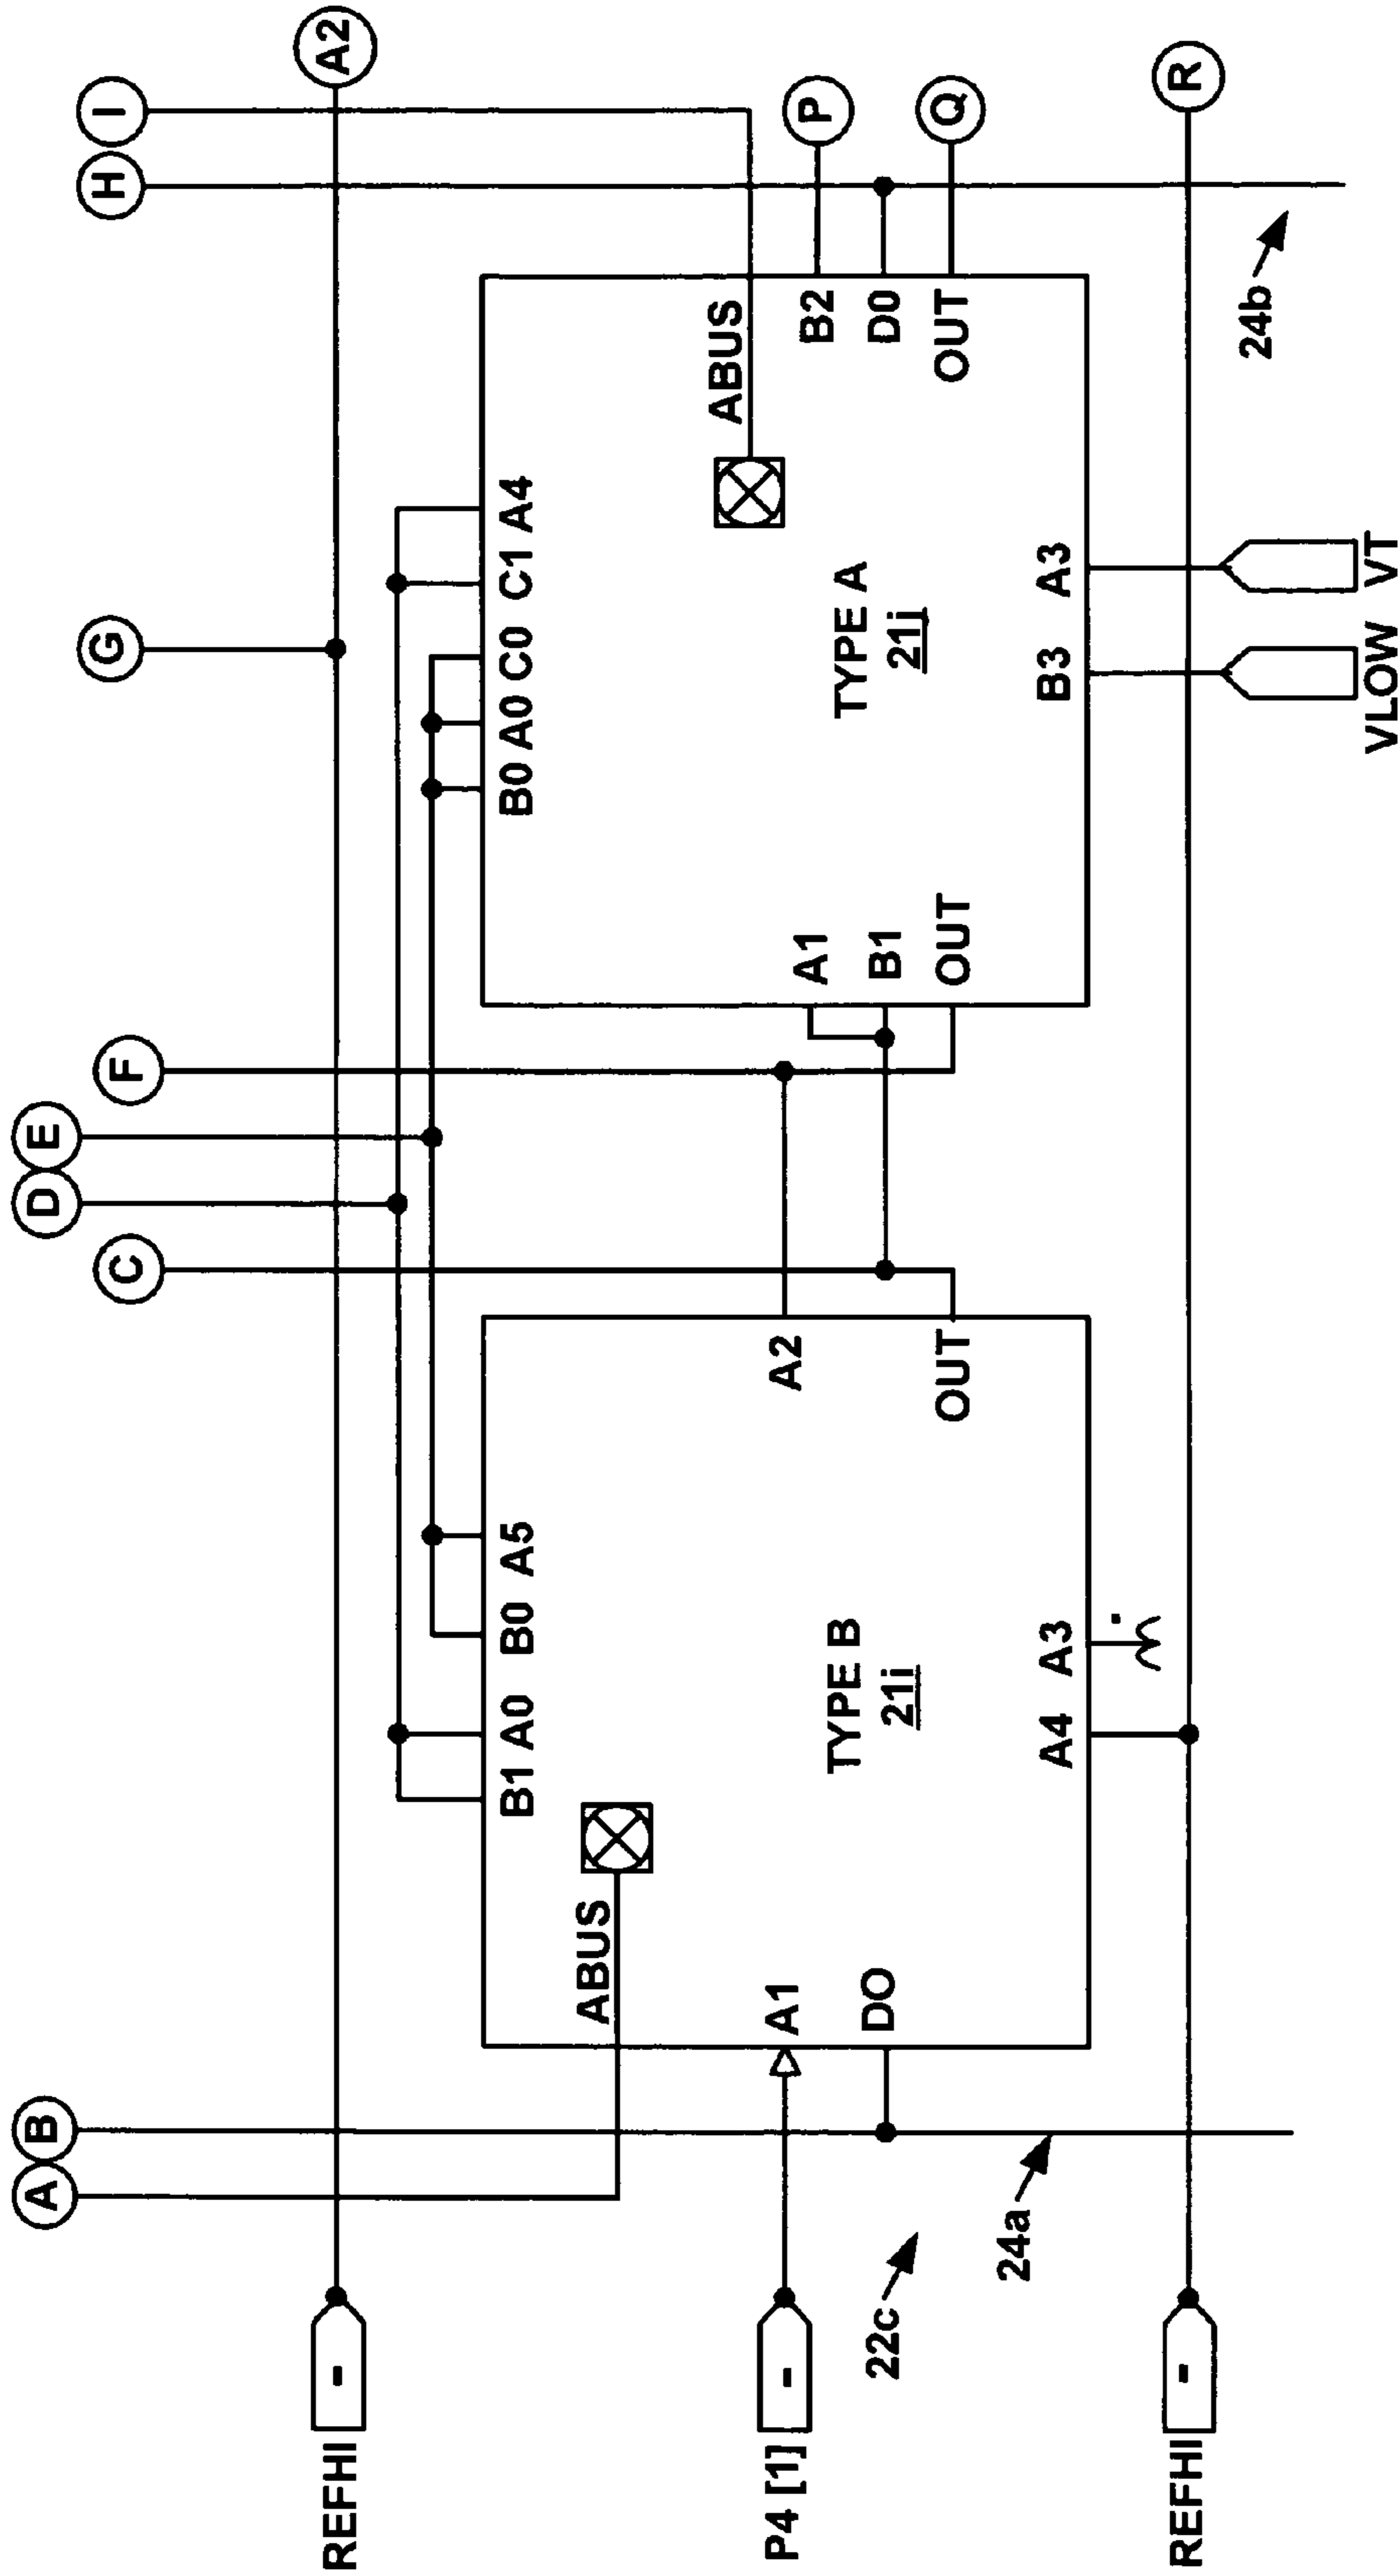 A
B
C
D
E
F
G
H
I
REFHI
-
A2
B1 A0 B0 A5
B0 A0 C0 C1 A4
ABUS
ABUS
P4 [1]
-
A1
A2
A1
B2
P
DO
B1
D0
TYPE B
21i
TYPE A
21j
OUT
OUT
OUT
Q
22c
A4 A3
B3 A3
24a
REFHI
-
R
24b
VLOW
VT